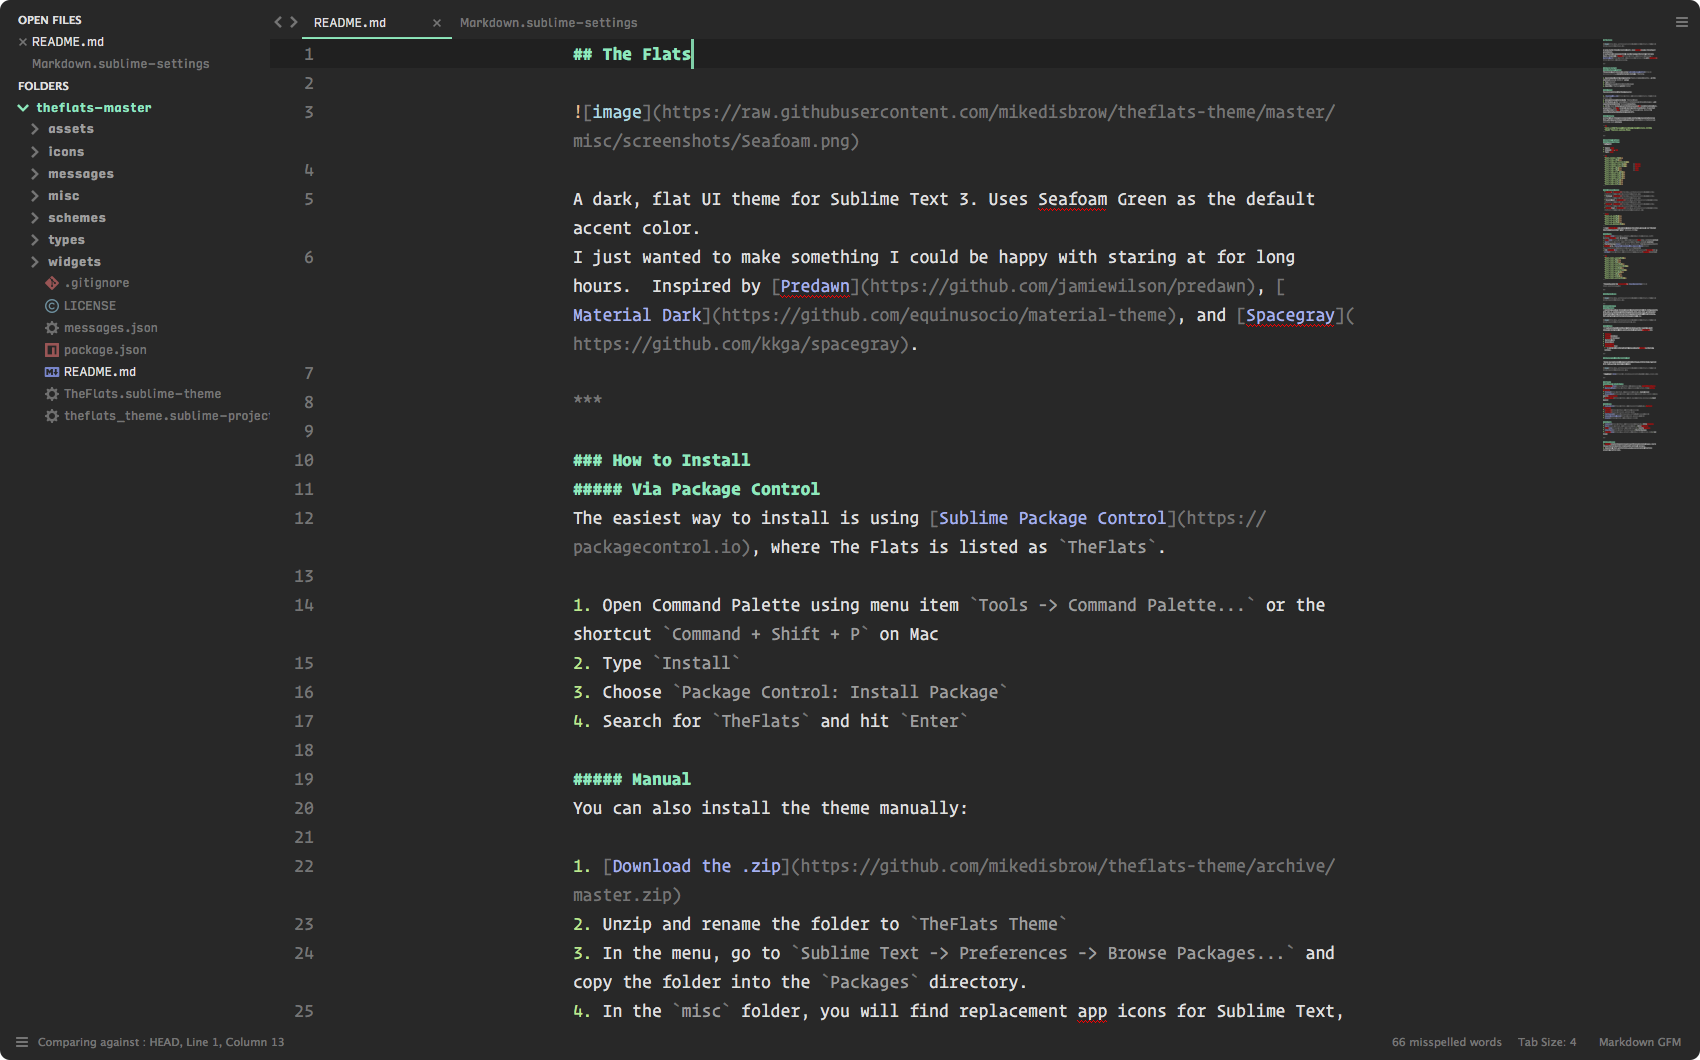 OPEN FILES
README.md
Markdown.sublime-settings
FOLDERS
theflats-master
assets
icons
messages
misc
schemes
types
widgets
.gitignore
LICENSE
messages.json
package.json
README.md
TheFlats.sublime-theme
theflats_theme.sublime-projec
README.md
Markdown.sublime-settings
1 ## The Flats
2
3 ![image](https://raw.githubusercontent.com/mikedisbrow/theflats-theme/master/
misc/screenshots/Seafoam.png)
4
5 A dark, flat UI theme for Sublime Text 3. Uses Seafoam Green as the default
accent color.
6 I just wanted to make something I could be happy with staring at for long
hours.  Inspired by [Predawn](https://github.com/jamiewilson/predawn), [
Material Dark](https://github.com/equinusocio/material-theme), and [Spacegray](
https://github.com/kkga/spacegray).
7
8 ***
9
10 ### How to Install
11 ##### Via Package Control
12 The easiest way to install is using [Sublime Package Control](https://
packagecontrol.io), where The Flats is listed as `TheFlats`.
13
14 1. Open Command Palette using menu item `Tools -> Command Palette...` or the
shortcut `Command + Shift + P` on Mac
15 2. Type `Install`
16 3. Choose `Package Control: Install Package`
17 4. Search for `TheFlats` and hit `Enter`
18
19 ##### Manual
20 You can also install the theme manually:
21
22 1. [Download the .zip](https://github.com/mikedisbrow/theflats-theme/archive/
master.zip)
23 2. Unzip and rename the folder to `TheFlats Theme`
24 3. In the menu, go to `Sublime Text -> Preferences -> Browse Packages...` and
copy the folder into the `Packages` directory.
25 4. In the `misc` folder, you will find replacement app icons for Sublime Text,
Comparing against : HEAD, Line 1, Column 13
66 misspelled words
Tab Size: 4
Markdown GFM